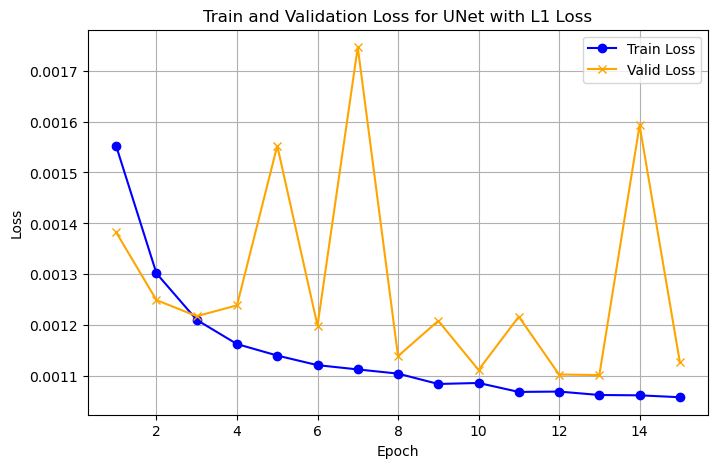 Train and Validation Loss for UNet with L1 Loss
Train Loss
Valid Loss
0.0017
0.0016
0.0015
0.0014
0.0013
0.0012
0.0011
Loss
2 4 6 8 10 12 14
Epoch